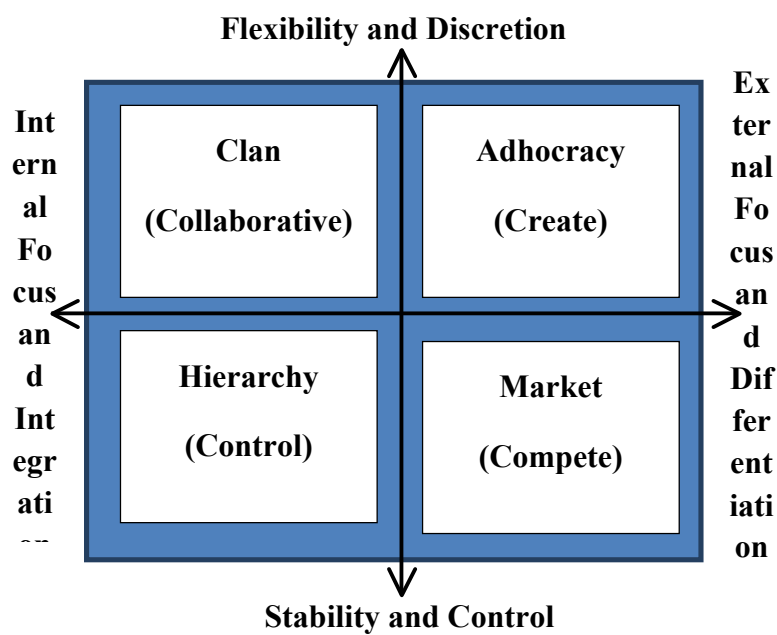 Flexibility and Discretion
Int
ern
al
Fo
cus
an
d
Int
egr
ati
Clan
(Collaborative)
Adhocracy
(Create)
Hierarchy
(Control)
Market
(Compete)
Ex
ter
nal
Fo
cus
an
d
Dif
fer
ent
iati
on
Stability and Control